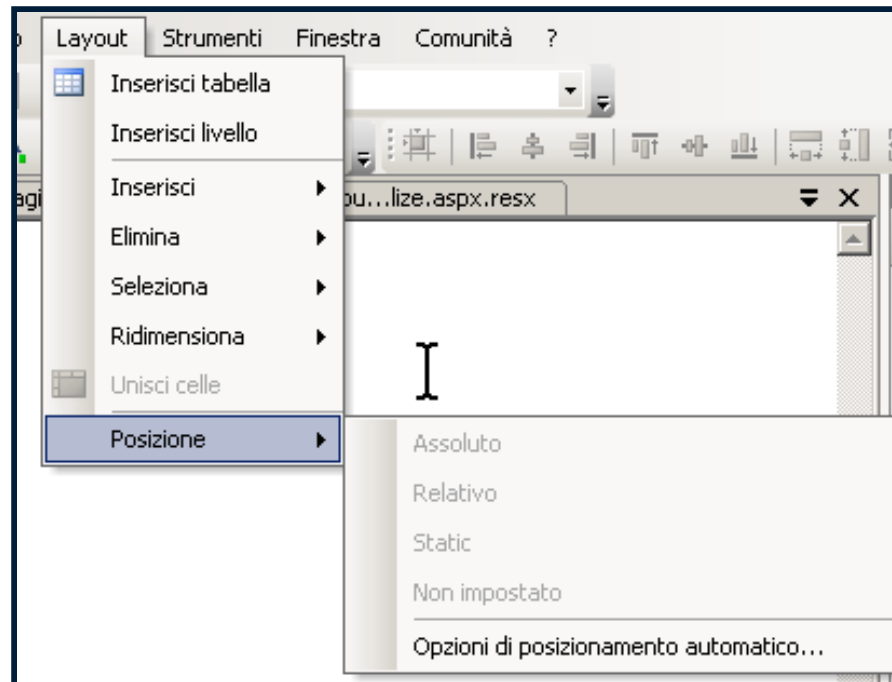 Layout Strumenti Finestra Comunità ?
Inserisci tabella
Inserisci livello
Inserisci
...lize.aspx.resx
Elimina
Seleziona
Ridimensiona
Unisci celle
Posizione
Assoluto
Relativo
Static
Non impostato
Opzioni di posizionamento automatico...